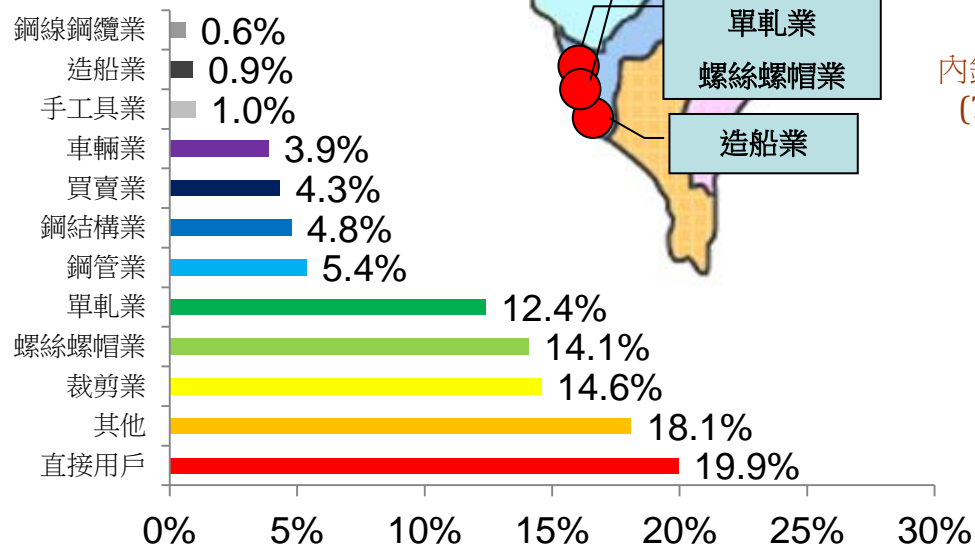 鋼線鋼纜業 0.6%
造船業 0.9%
手工具業 1.0%
車輛業 3.9%
買賣業 4.3%
鋼結構業 4.8%
鋼管業 5.4%
單軋業 12.4%
螺絲螺帽業 14.1%
裁剪業 14.6%
其他 18.1%
直接用戶 19.9%
0% 5% 10% 15% 20% 25% 30%
單軋業
螺絲螺帽業
造船業
內